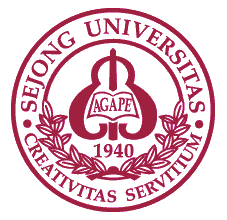 SEJONG UNIVERSITAS
AGAPE
1940
• CREATIVITAS SERVITIUM •